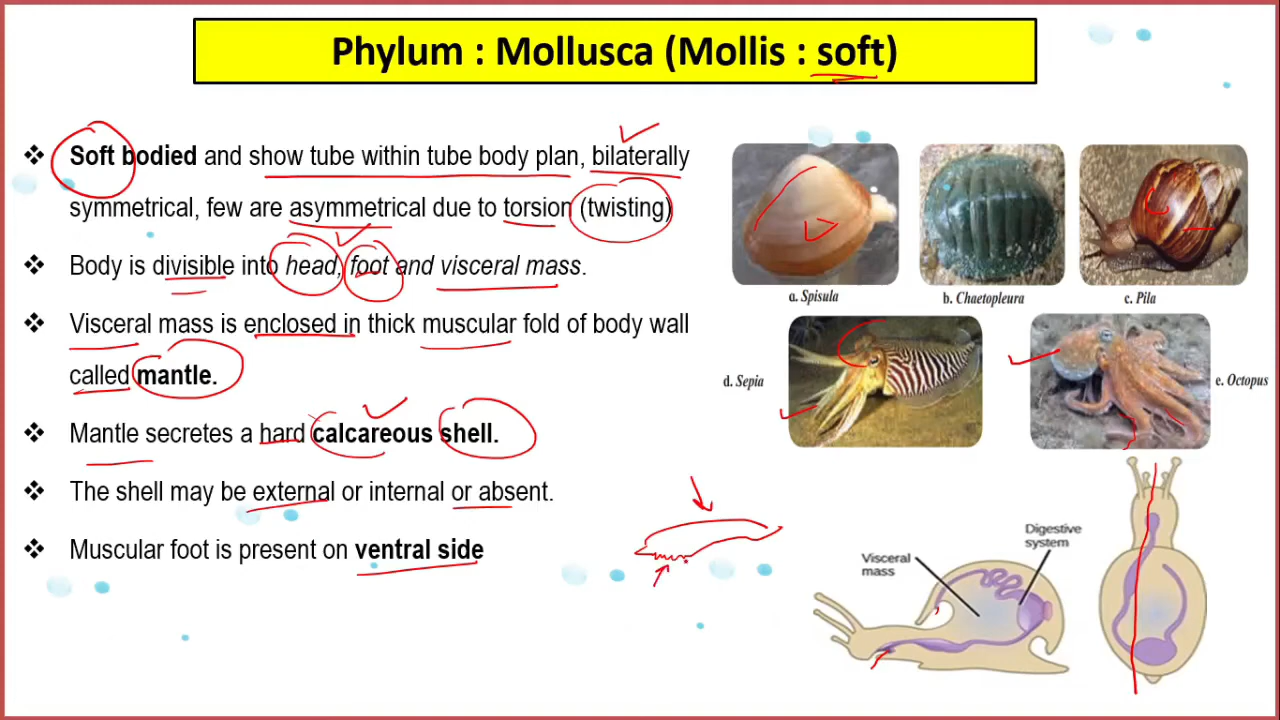 Phylum : Mollusca (Mollis : soft)
❖ Soft bodied and show tube within tube body plan, bilaterally
symmetrical, few are asymmetrical due to torsion (twisting)
❖ Body is divisible into head, foot and visceral mass.
❖ Visceral mass is enclosed in thick muscular fold of body wall
called mantle.
❖ Mantle secretes a hard calcareous shell.
❖ The shell may be external or internal or absent.
❖ Muscular foot is present on ventral side
a. Spisula
b. Chaetopleura
c. Pila
d. Sepia
e. Octopus
Digestive
system
Visceral
mass